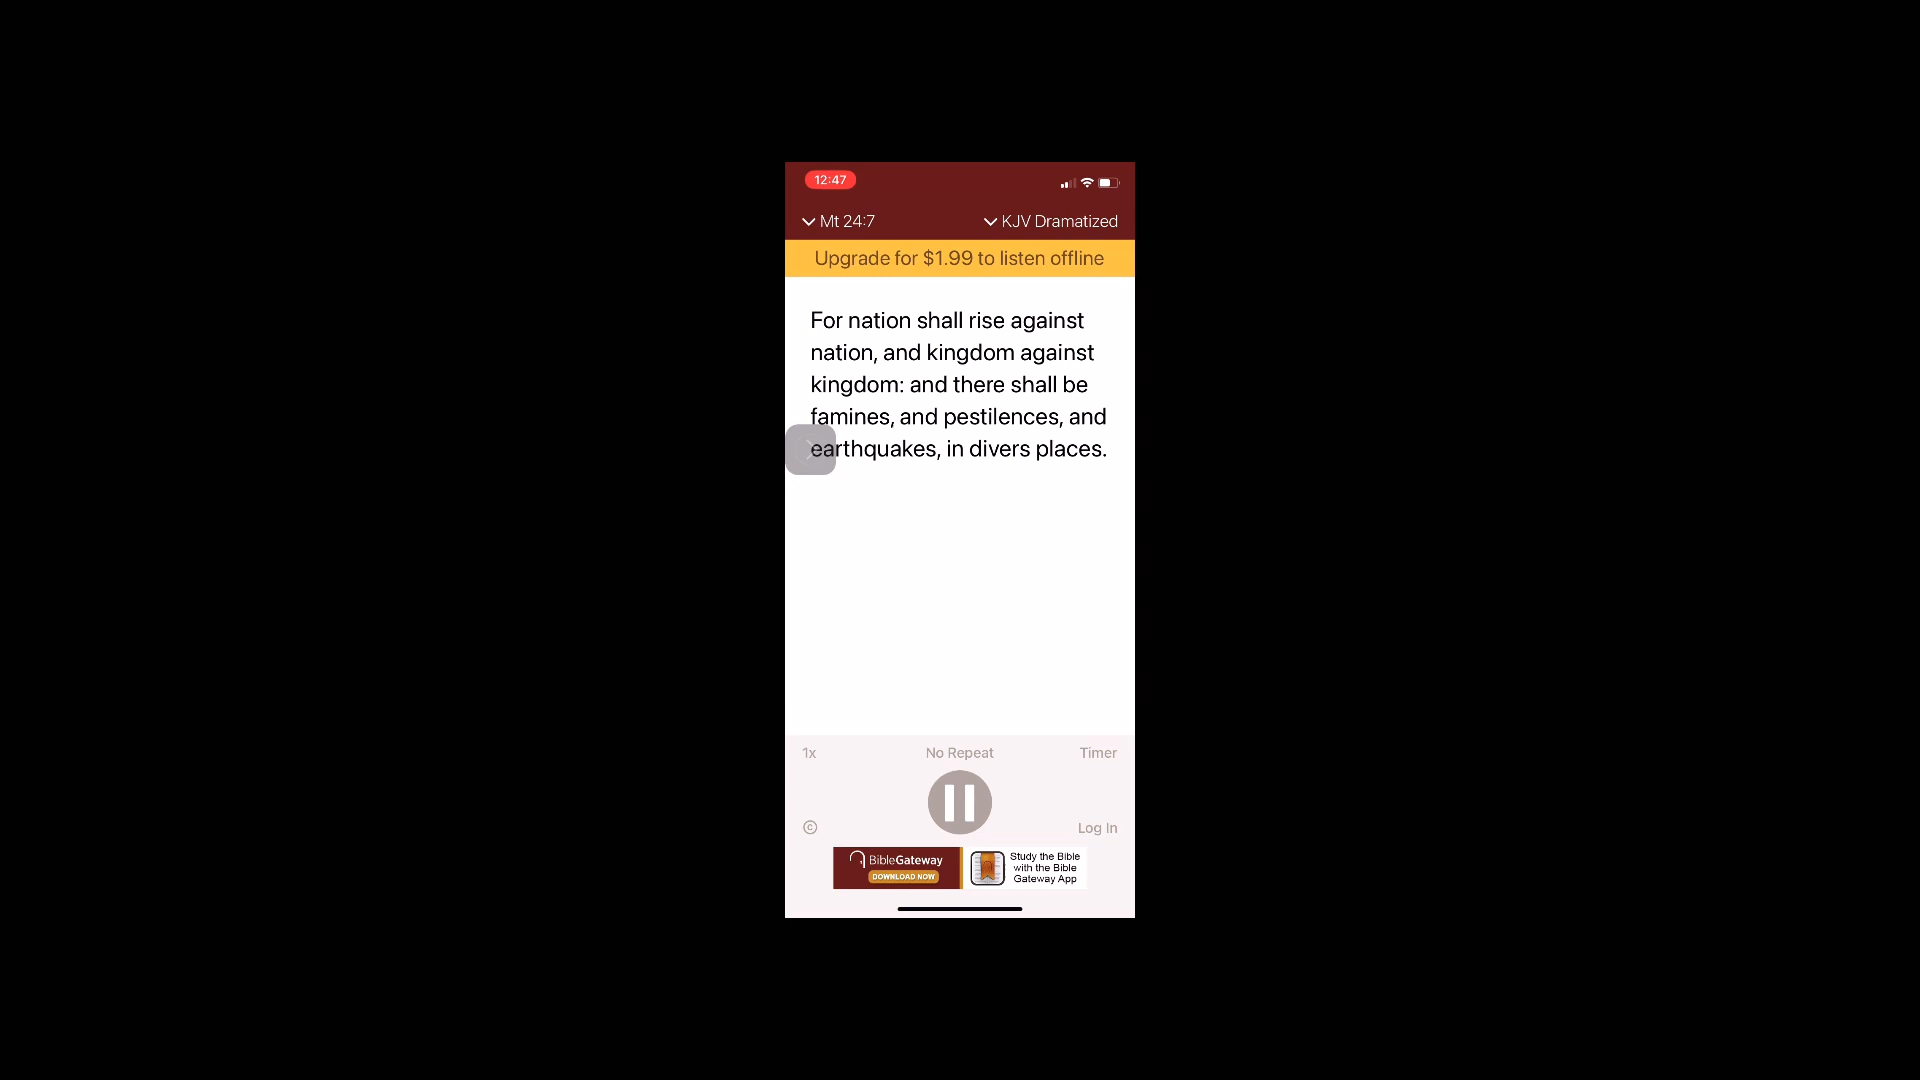 12:47
Mt 24:7
KJV Dramatized
Upgrade for $1.99 to listen offline
For nation shall rise against
nation, and kingdom against
kingdom: and there shall be
famines, and pestilences, and
earthquakes, in divers places.
1x
No Repeat
Timer
©
Log In
BibleGateway
DOWNLOAD NOW
Study the Bible
with the Bible
Gateway App